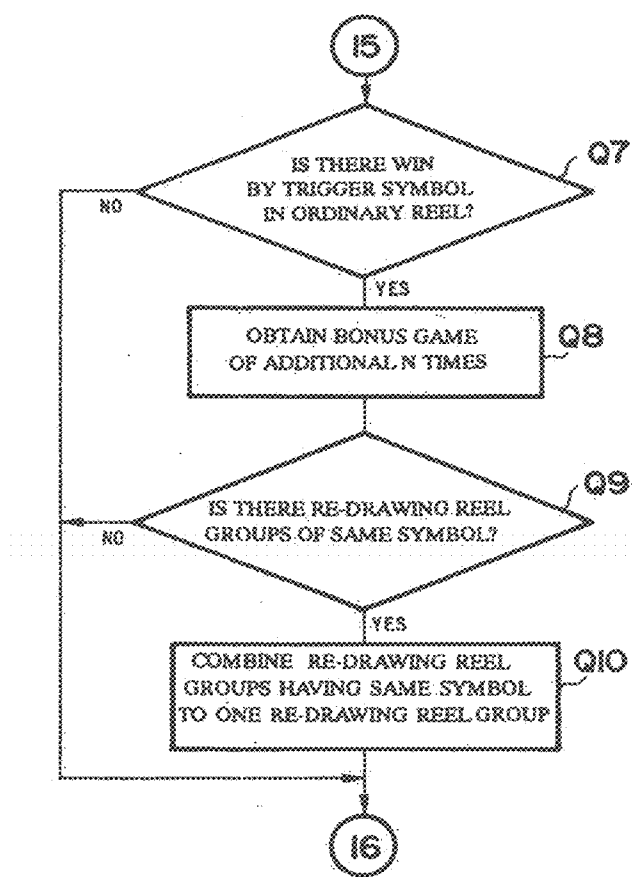 15
IS THERE WIN
BY TRIGGER SYMBOL
IN ORDINARY REEL?
Q7
NO
YES
OBTAIN BONUS GAME
OF ADDITIONAL N TIMES
Q8
IS THERE RE-DRAWING REEL
GROUPS OF SAME SYMBOL?
Q9
NO
YES
COMBINE RE-DRAWING REEL
GROUPS HAVING SAME SYMBOL
TO ONE RE-DRAWING REEL GROUP
Q10
16